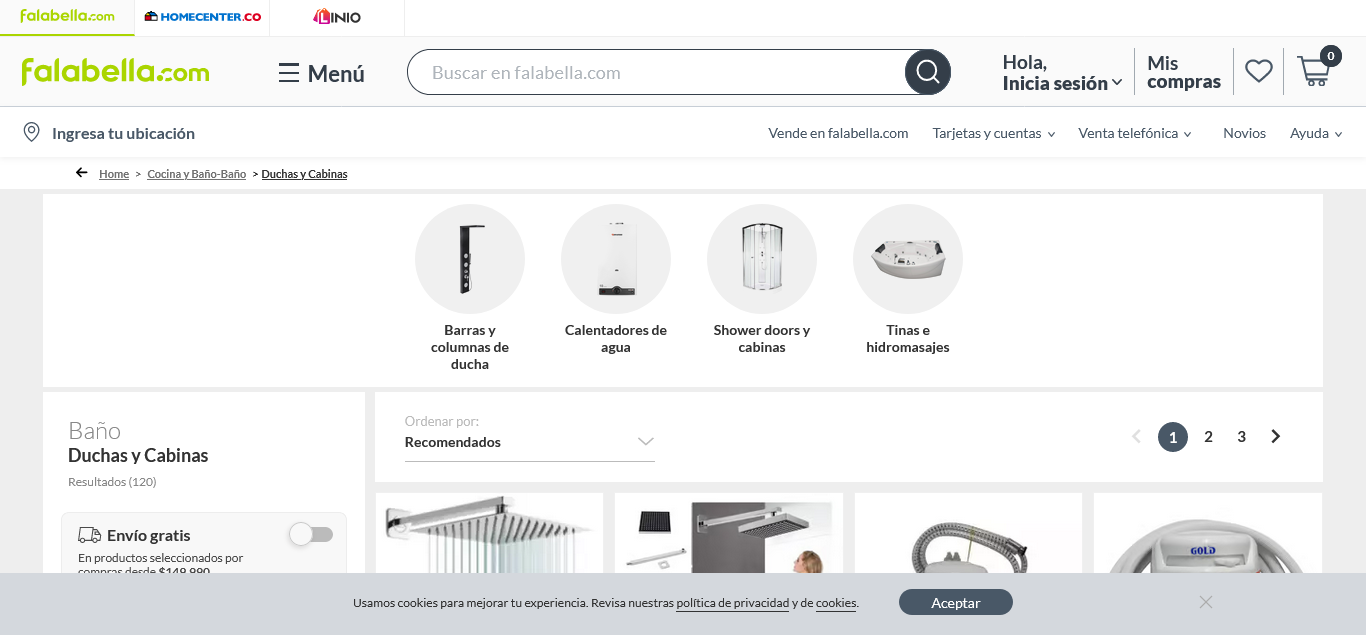 falabella.com
HOMECENTER.CO
LINIO
falabella.com
Menú
Buscar en falabella.com
Hola,
Inicia sesión
Mis
compras
0
Ingresa tu ubicación
Vende en falabella.com
Tarjetas y cuentas
Venta telefónica
Novios
Ayuda
Home > Cocina y Baño-Baño > Duchas y Cabinas
Barras y
columnas de
ducha
Calentadores de
agua
Shower doors y
cabinas
Tinas e
hidromasajes
Baño
Duchas y Cabinas
Resultados (120)
Envío gratis
En productos seleccionados por
compras desde $149.990
Ordenar por:
Recomendados
1 2 3
GOLD
Usamos cookies para mejorar tu experiencia. Revisa nuestras política de privacidad y de cookies.
Aceptar